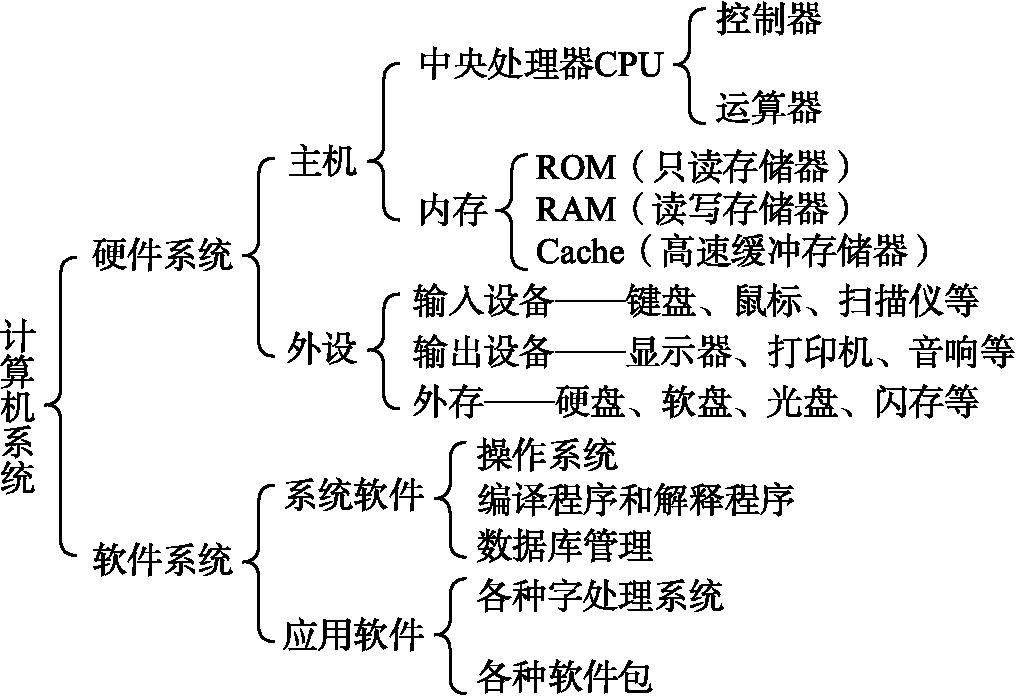 计算机系统
硬件系统
主机
中央处理器CPU
控制器
运算器
内存
ROM（只读存储器）
RAM（读写存储器）
Cache（高速缓冲存储器）
外设
输入设备——键盘、鼠标、扫描仪等
输出设备——显示器、打印机、音响等
外存——硬盘、软盘、光盘、闪存等
软件系统
系统软件
操作系统
编译程序和解释程序
数据库管理
应用软件
各种字处理系统
各种软件包